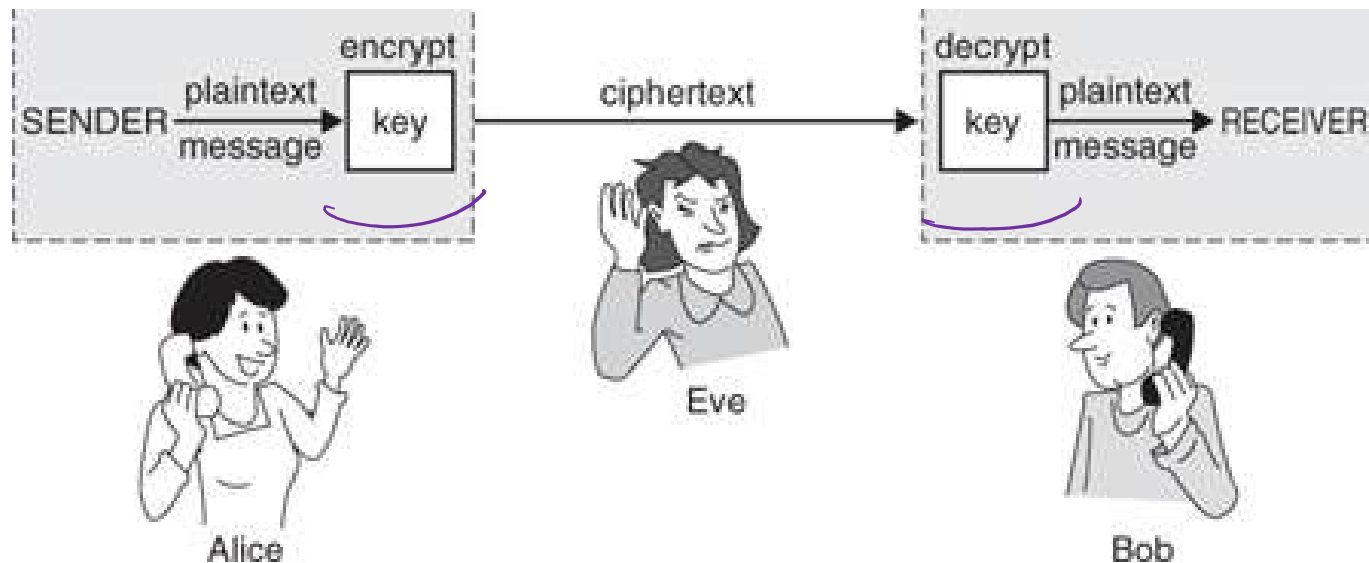 encrypt
decrypt
SENDER
plaintext
message
key
ciphertext
key
plaintext
message
RECEIVER
Eve
Alice
Bob